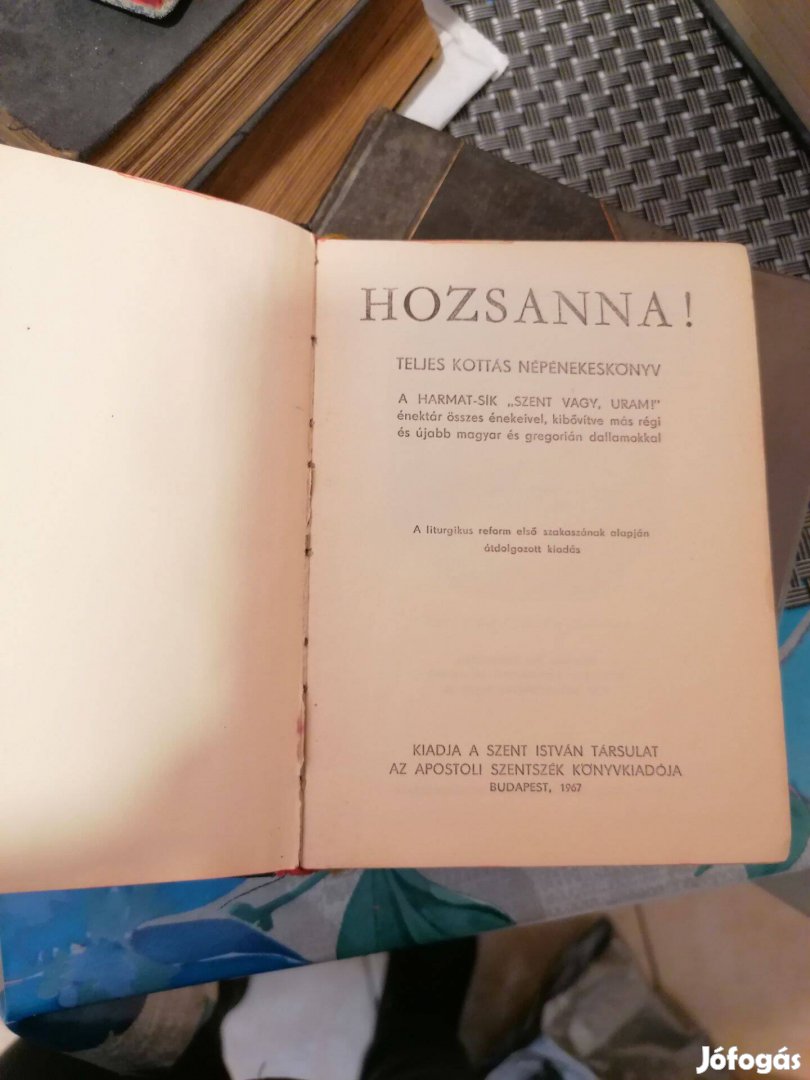 HOZSANNA!
TELJES KOTTÁS NÉPÉNEKESKÖNYV
A HARMAT-SÍK „SZENT VAGY, URAM!"
énektár összes énekeivel, kibővítve más régi
és újabb magyar és gregorián dallamokkal
A liturgikus reform első szakaszának alapján
átdolgozott kiadás
KIADJA A SZENT ISTVÁN TÁRSULAT
AZ APOSTOLI SZENTSZÉK KÖNYVKIADÓJA
BUDAPEST, 1967
Jófogás